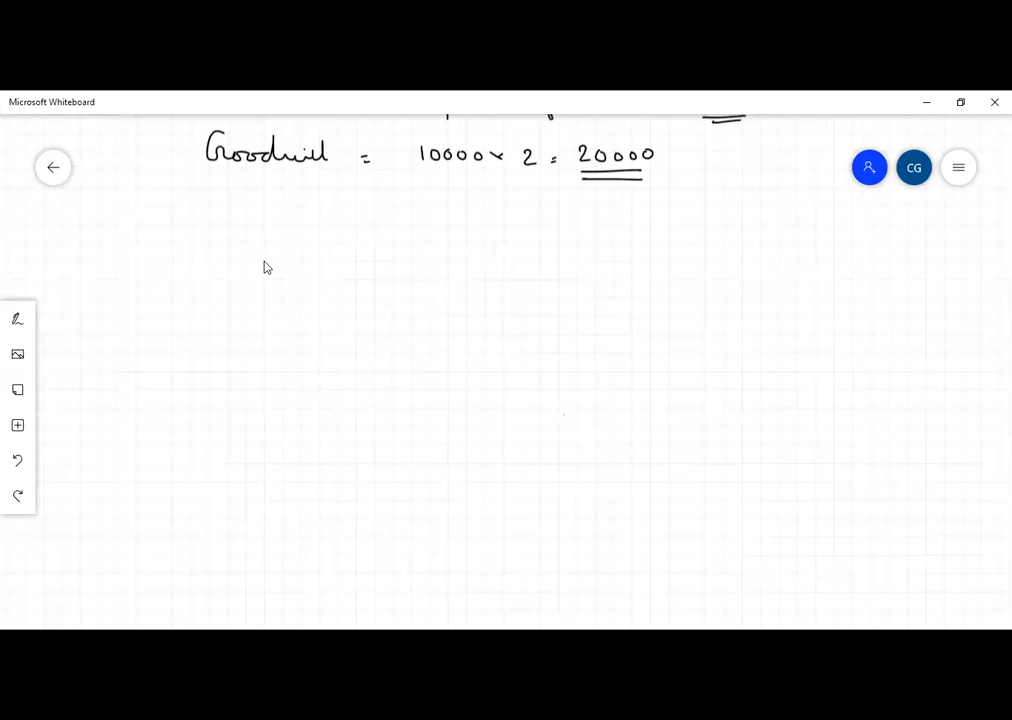 Microsoft Whiteboard
Goodwill = 10000 × 2 = 20000
CG